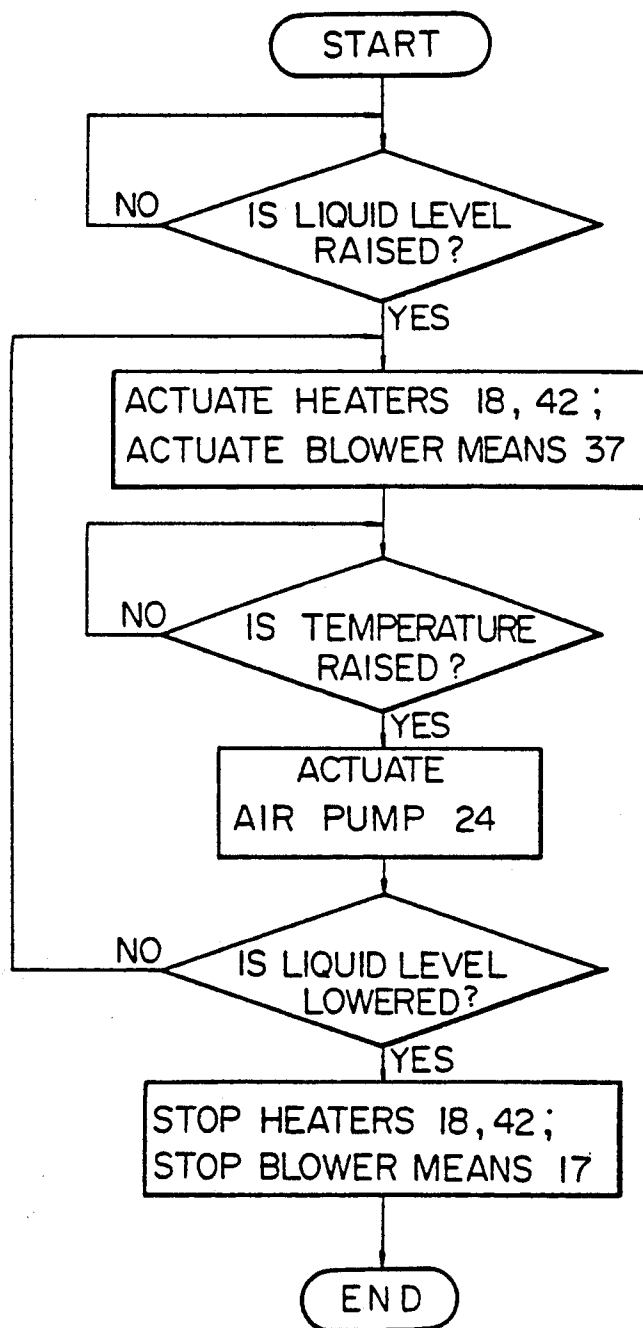 START
NO
IS LIQUID LEVEL
RAISED?
YES
ACTUATE HEATERS 18, 42;
ACTUATE BLOWER MEANS 37
NO
IS TEMPERATURE
RAISED?
YES
ACTUATE
AIR PUMP 24
NO
IS LIQUID LEVEL
LOWERED?
YES
STOP HEATERS 18, 42;
STOP BLOWER MEANS 17
END